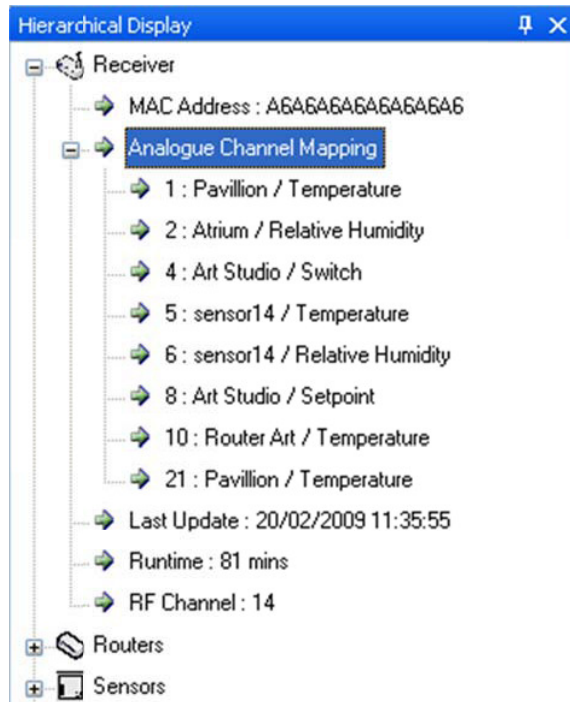 Hierarchical Display
Receiver
MAC Address : A6A6A6A6A6A6A6A6
Analogue Channel Mapping
1 : Pavillion / Temperature
2 : Atrium / Relative Humidity
4 : Art Studio / Switch
5 : sensor14 / Temperature
6 : sensor14 / Relative Humidity
8 : Art Studio / Setpoint
10 : Router Art / Temperature
21 : Pavillion / Temperature
Last Update : 20/02/2009 11:35:55
Runtime : 81 mins
RF Channel : 14
Routers
Sensors